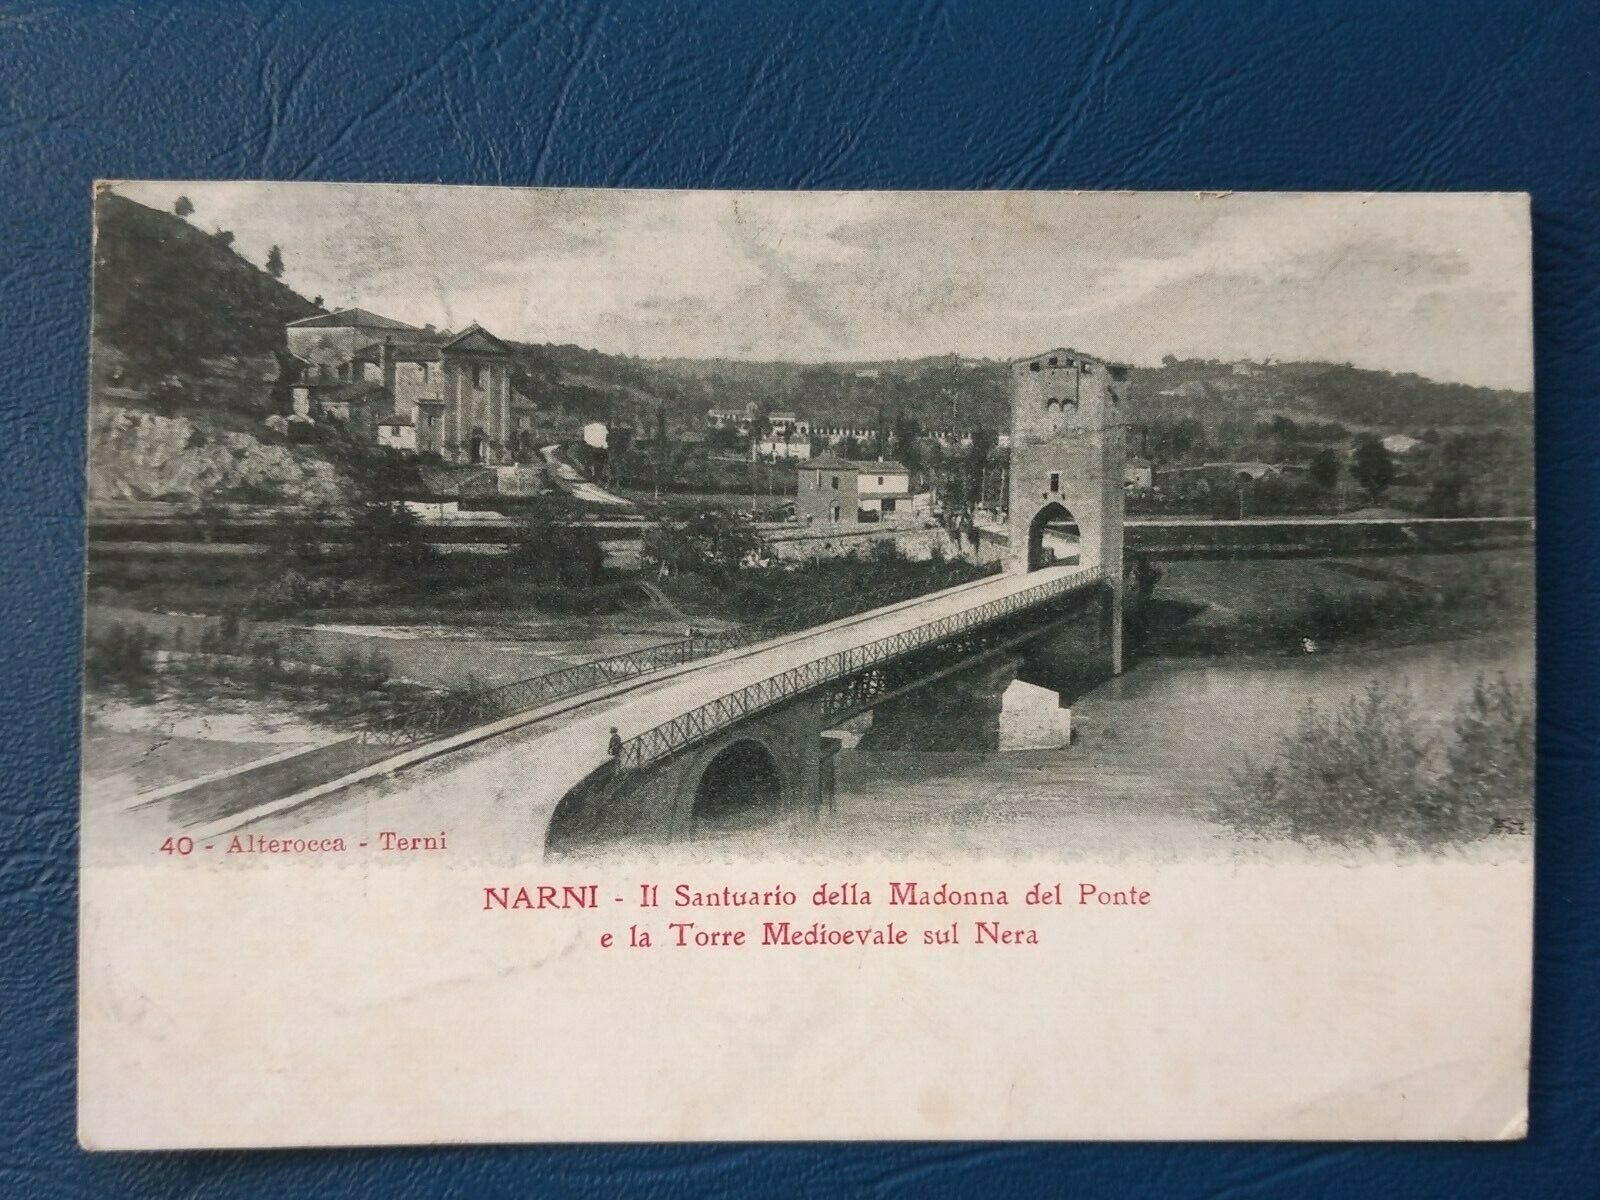 40 - Alterocca - Terni
NARNI - Il Santuario della Madonna del Ponte
e la Torre Medioevale sul Nera